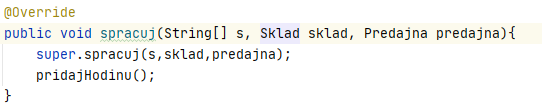 @Override
public void spracuj(String[] s, Sklad sklad, Predajna predajna){
super.spracuj(s,sklad,predajna);
pridajHodinu();
}